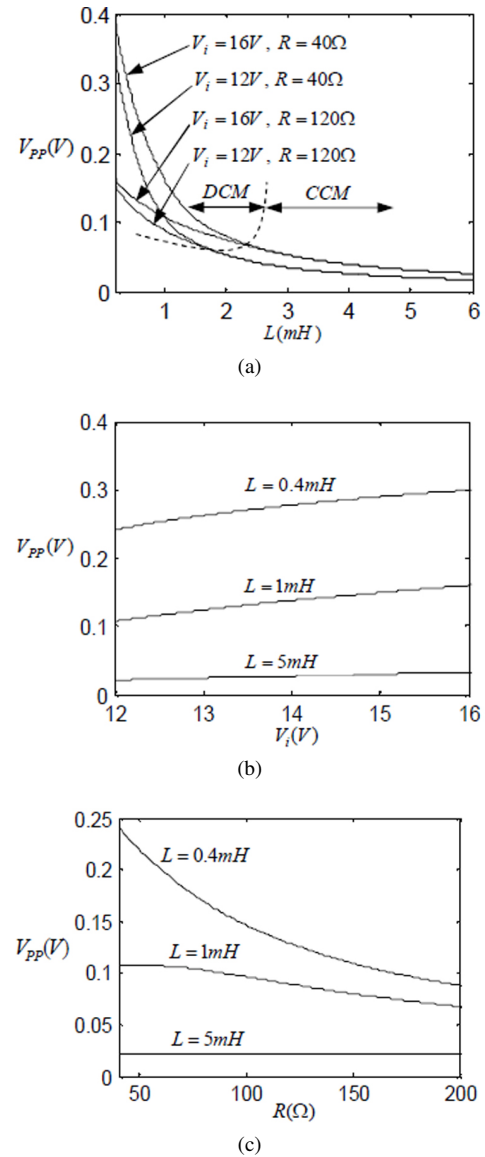 0.4
0.3
0.2
0.1
0
V_PP(V)
V_i = 16V , R = 40Ω
V_i = 12V , R = 40Ω
V_i = 16V , R = 120Ω
V_i = 12V , R = 120Ω
DCM CCM
1 2 3 4 5 6
L(mH)
(a)
0.4
0.3
0.2
0.1
0
V_PP(V)
L = 0.4mH
L = 1mH
L = 5mH
12 13 14 15 16
V_i(V)
(b)
0.25
0.2
0.15
0.1
0.05
0
V_PP(V)
L = 0.4mH
L = 1mH
L = 5mH
50 100 150 200
R(Ω)
(c)